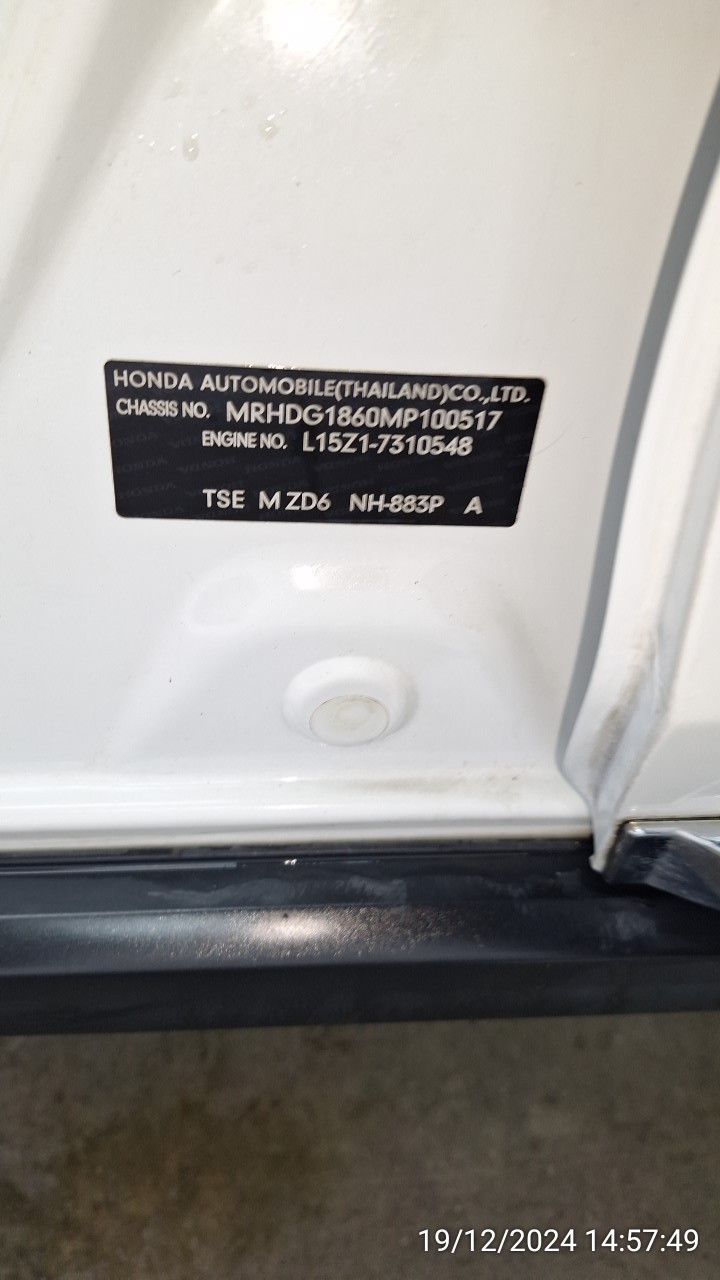 HONDA AUTOMOBILE(THAILAND)CO.,LTD.
CHASSIS NO. MRHDG1860MP100517
ENGINE NO. L15Z1-7310548
TSE M ZD6 NH-883P A
19/12/2024 14:57:49